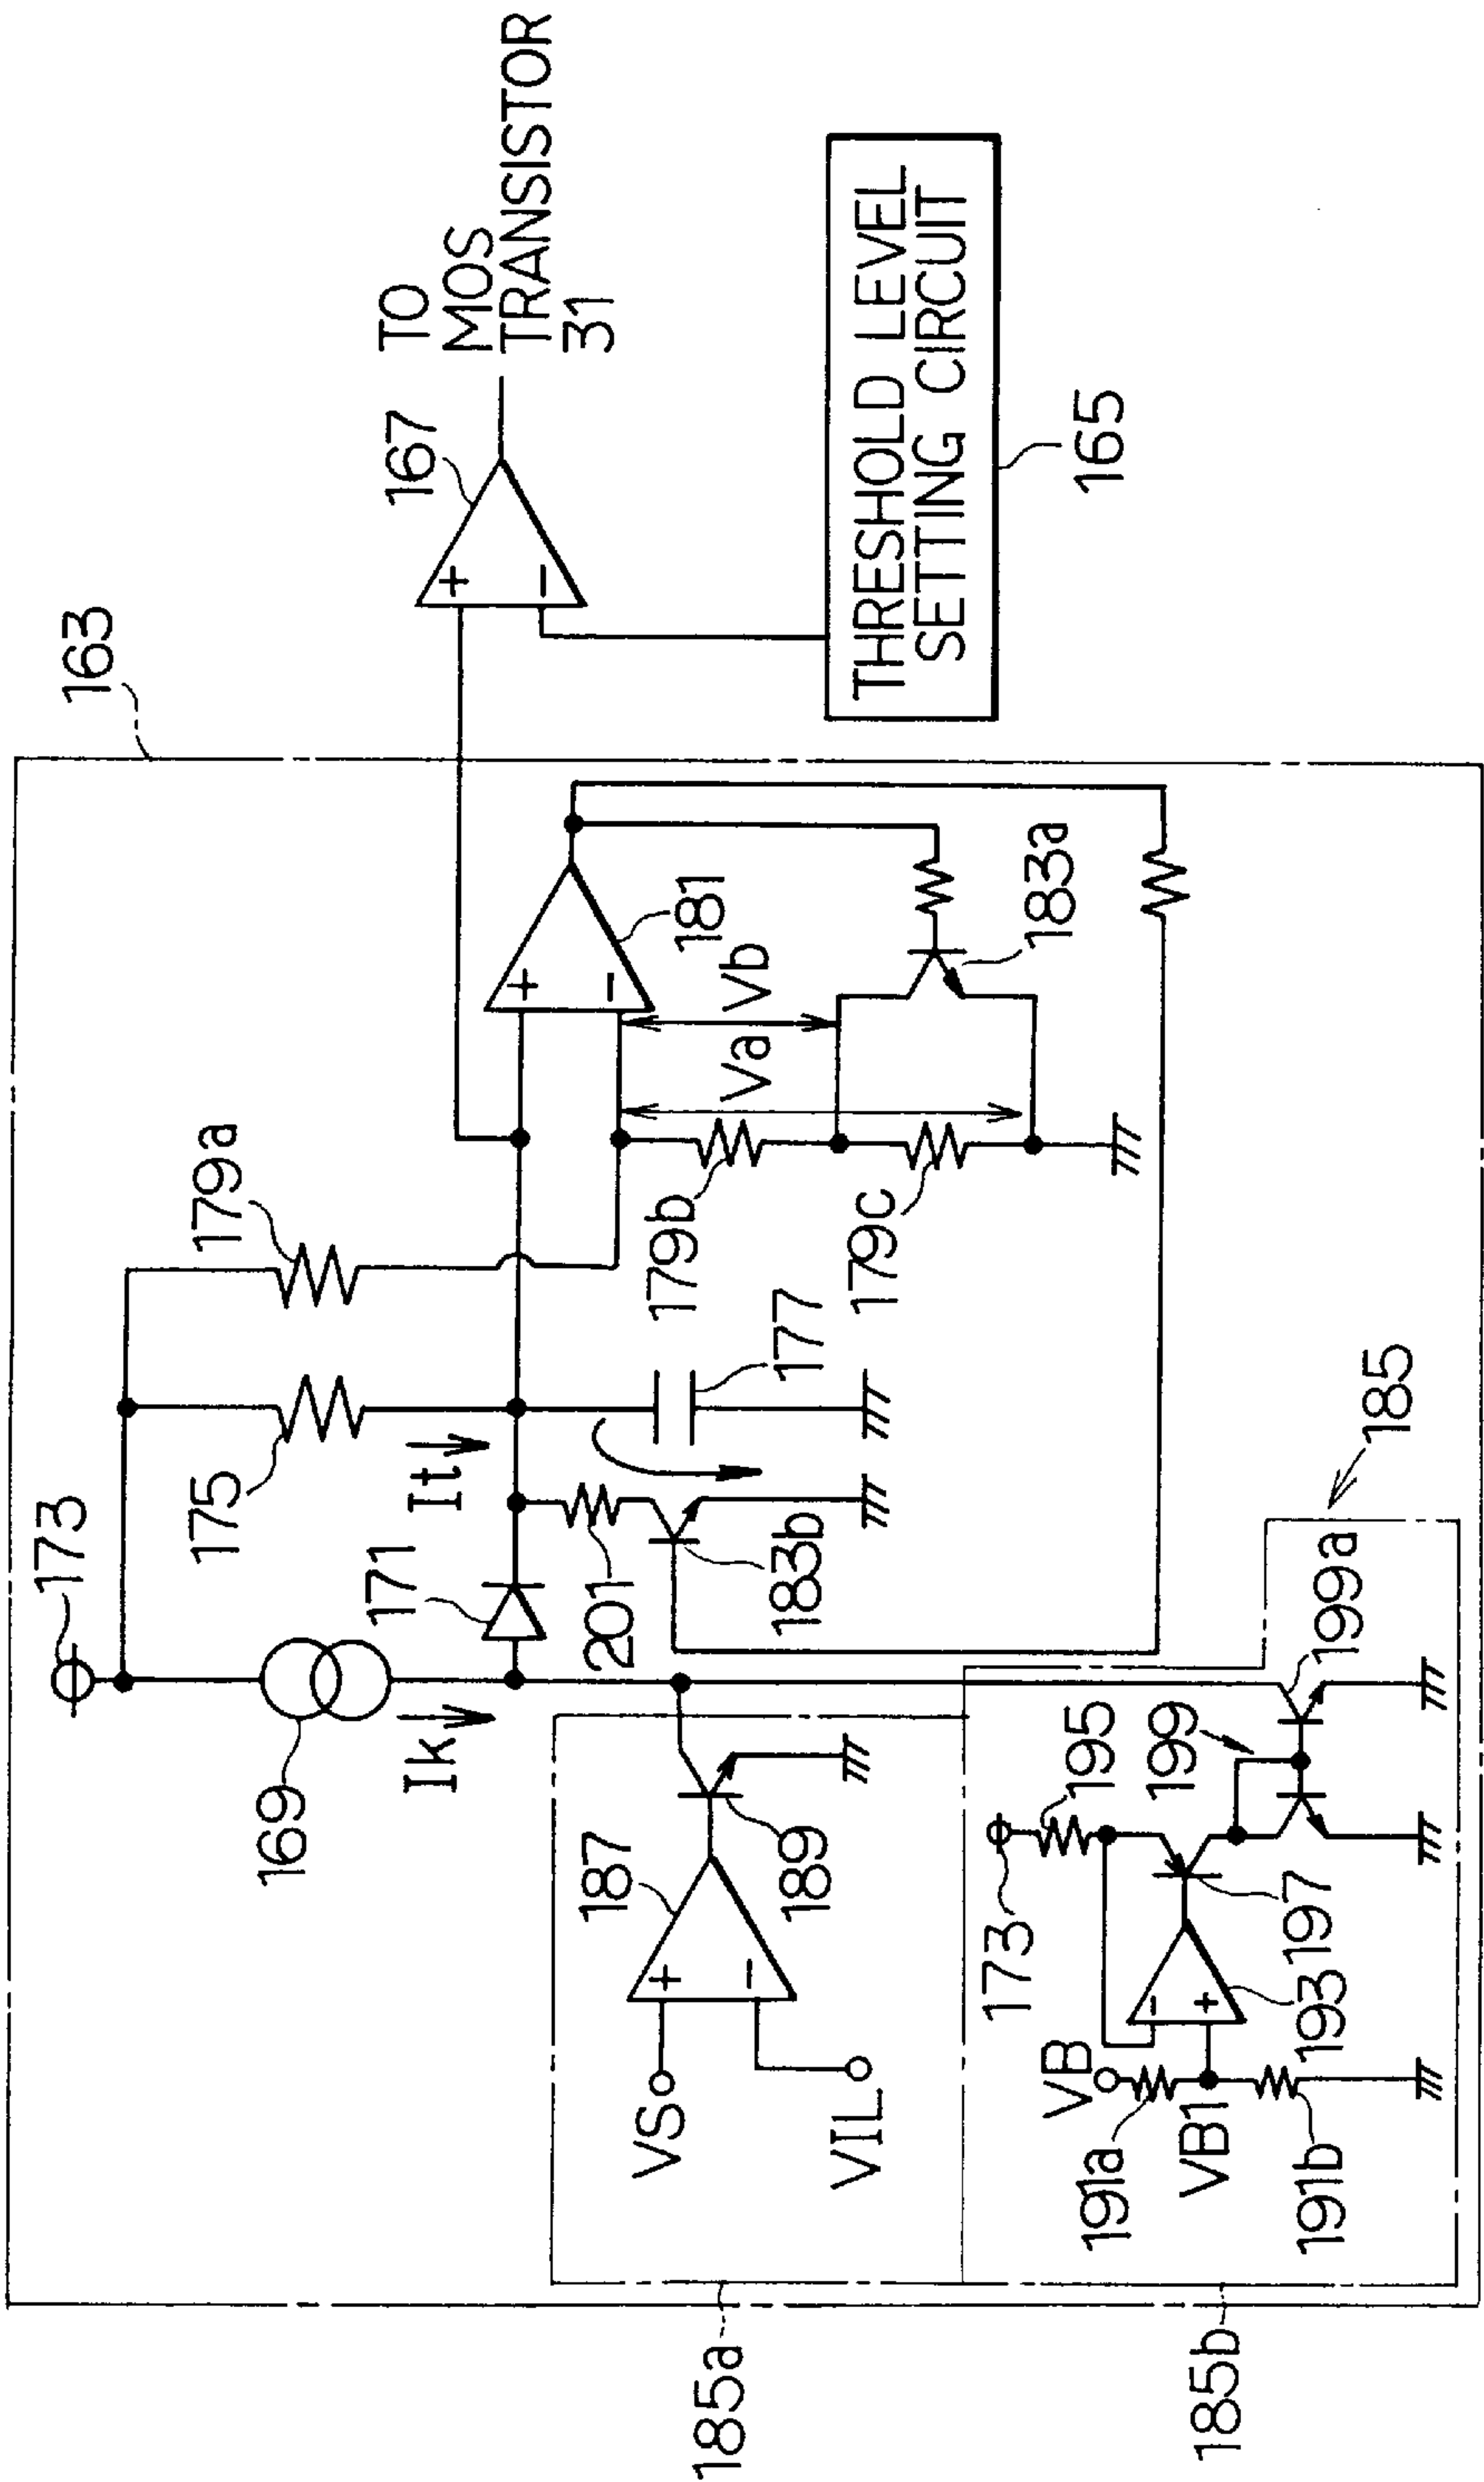 163
173
175
179a
169
Ik
171
It
167
TO
MOS
TRANSISTOR
31
+
−
+
−
181
201
183b
177
179b
179c
Va
Vb
183a
THRESHOLD LEVEL
SETTING CIRCUIT
165
187
VS
VIL
+
−
189
185a
185
173
195
199
199a
VB
191a
VB1
191b
−
+
193
197
185b